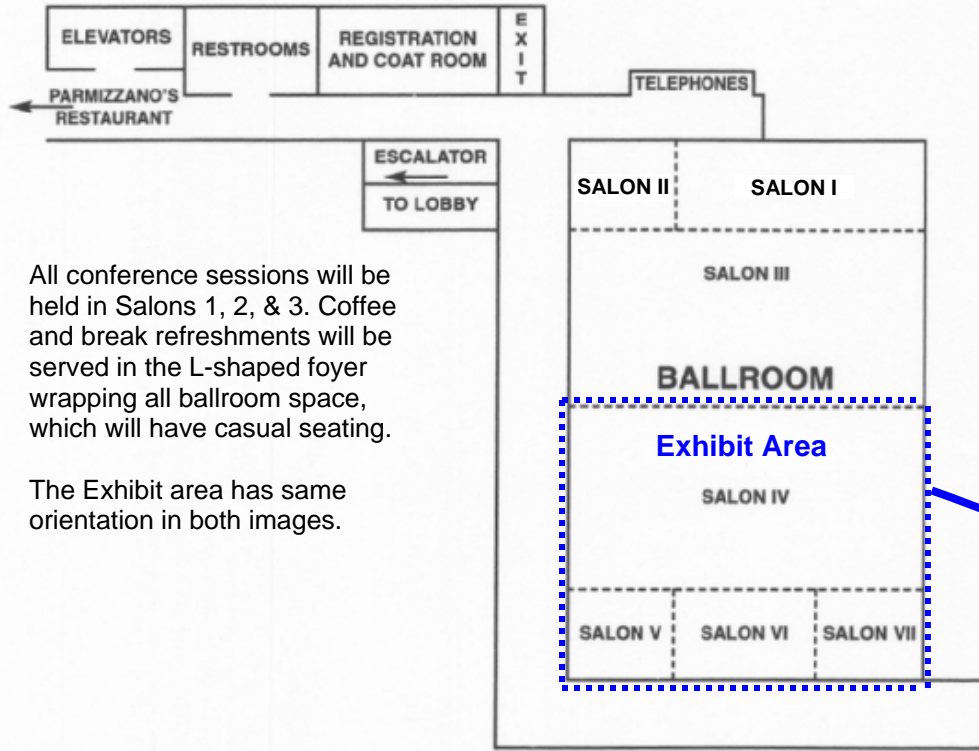 ELEVATORS
RESTROOMS
REGISTRATION
AND COAT ROOM
EXIT
TELEPHONES
PARMIZZANO'S
RESTAURANT
ESCALATOR
TO LOBBY
SALON II
SALON I
SALON III
All conference sessions will be
held in Salons 1, 2, & 3. Coffee
and break refreshments will be
served in the L-shaped foyer
wrapping all ballroom space,
which will have casual seating.
The Exhibit area has same
orientation in both images.
BALLROOM
Exhibit Area
SALON IV
SALON V
SALON VI
SALON VII